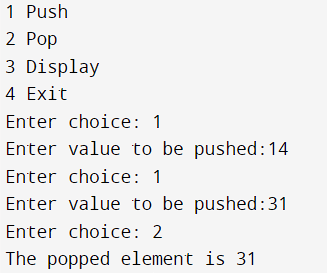 1 Push
2 Pop
3 Display
4 Exit
Enter choice: 1
Enter value to be pushed:14
Enter choice: 1
Enter value to be pushed:31
Enter choice: 2
The popped element is 31